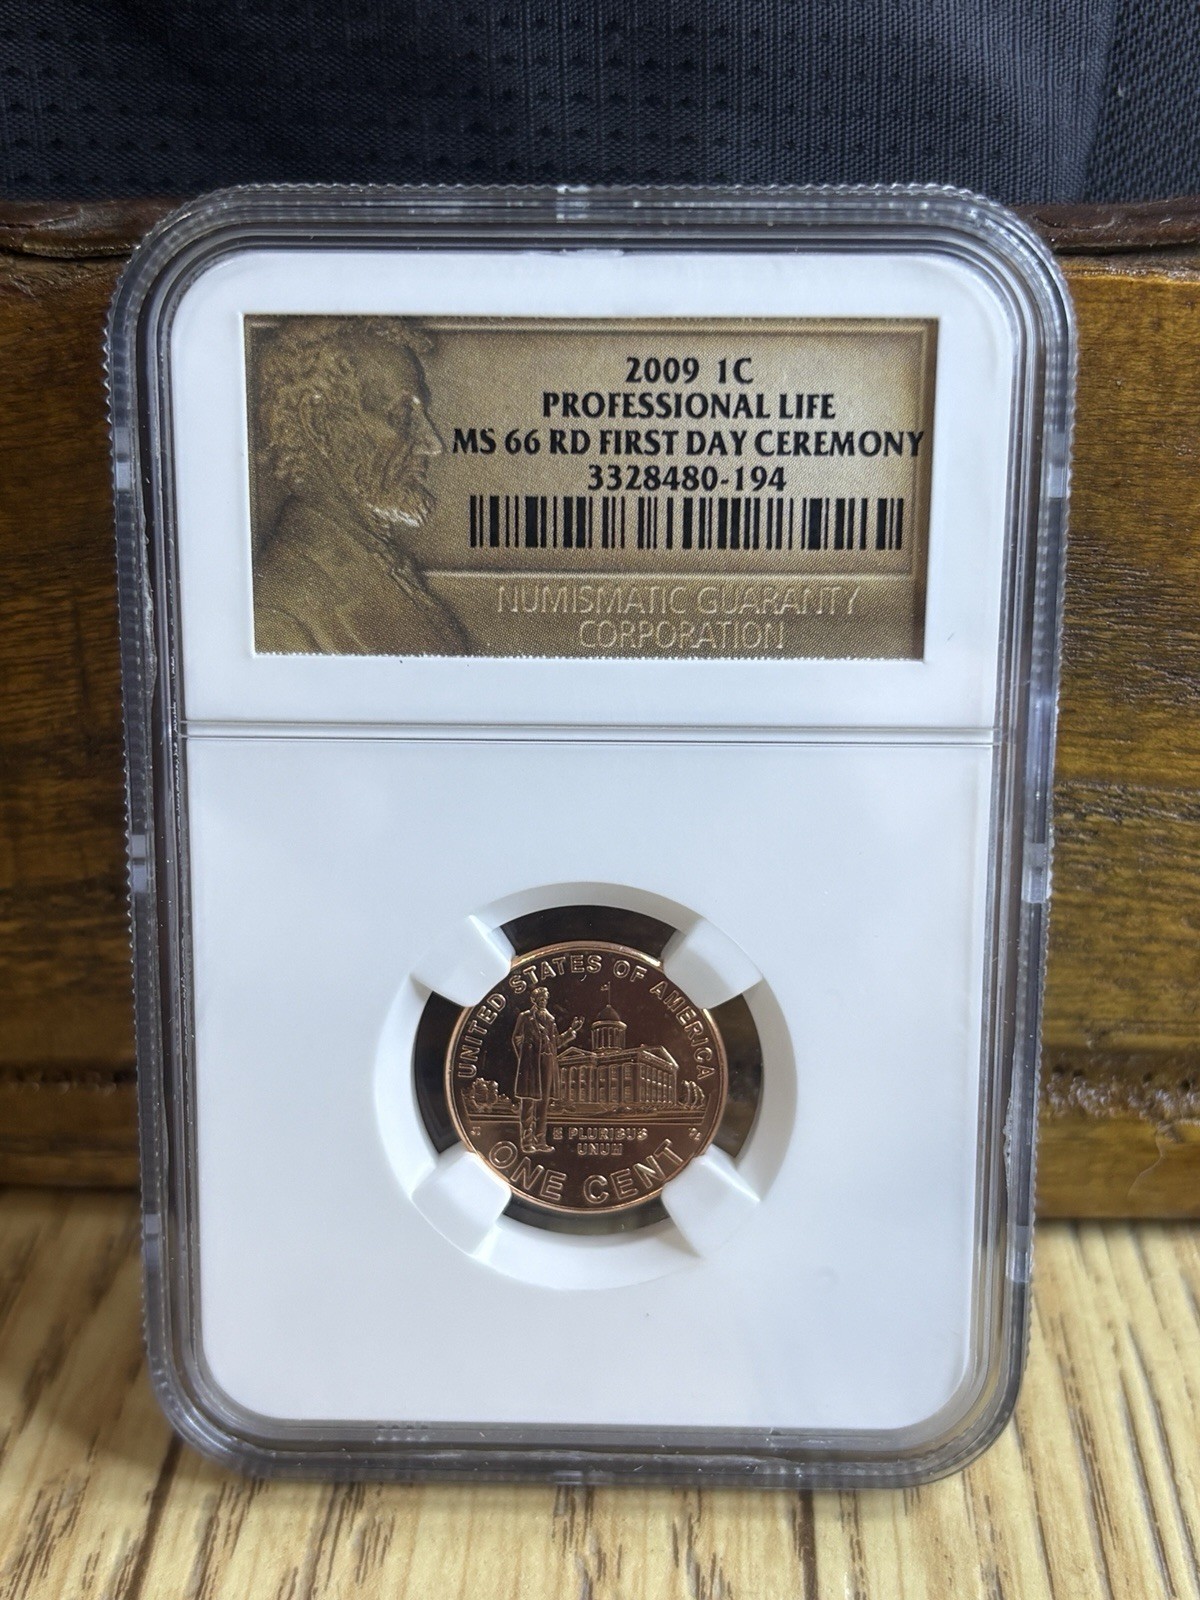 2009 1C
PROFESSIONAL LIFE
MS 66 RD FIRST DAY CEREMONY
3328480-194
NUMISMATIC GUARANTY
CORPORATION
UNITED STATES OF AMERICA
E PLURIBUS
UNUM
ONE CENT